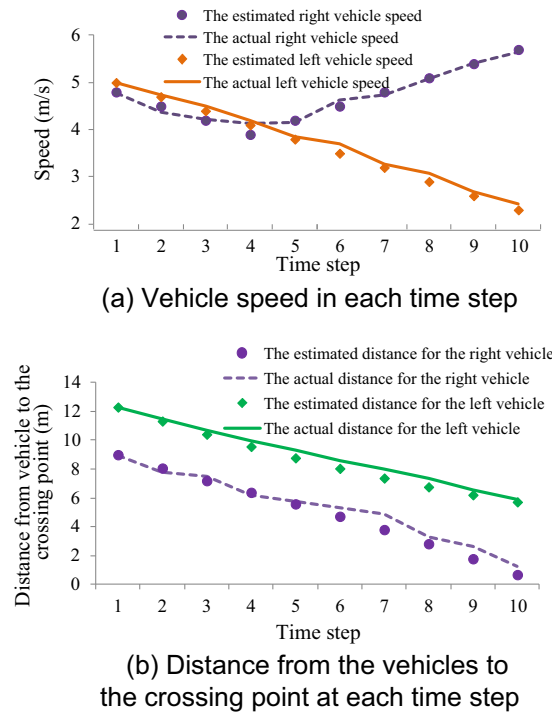 The estimated right vehicle speed
The actual right vehicle speed
The estimated left vehicle speed
The actual left vehicle speed
6
5
4
3
2
Speed (m/s)
1 2 3 4 5 6 7 8 9 10
Time step
(a) Vehicle speed in each time step
The estimated distance for the right vehicle
The actual distance for the right vehicle
The estimated distance for the left vehicle
The actual distance for the left vehicle
14
12
10
8
6
4
2
0
Distance from vehicle to the
crossing point (m)
1 2 3 4 5 6 7 8 9 10
Time step
(b) Distance from the vehicles to
the crossing point at each time step